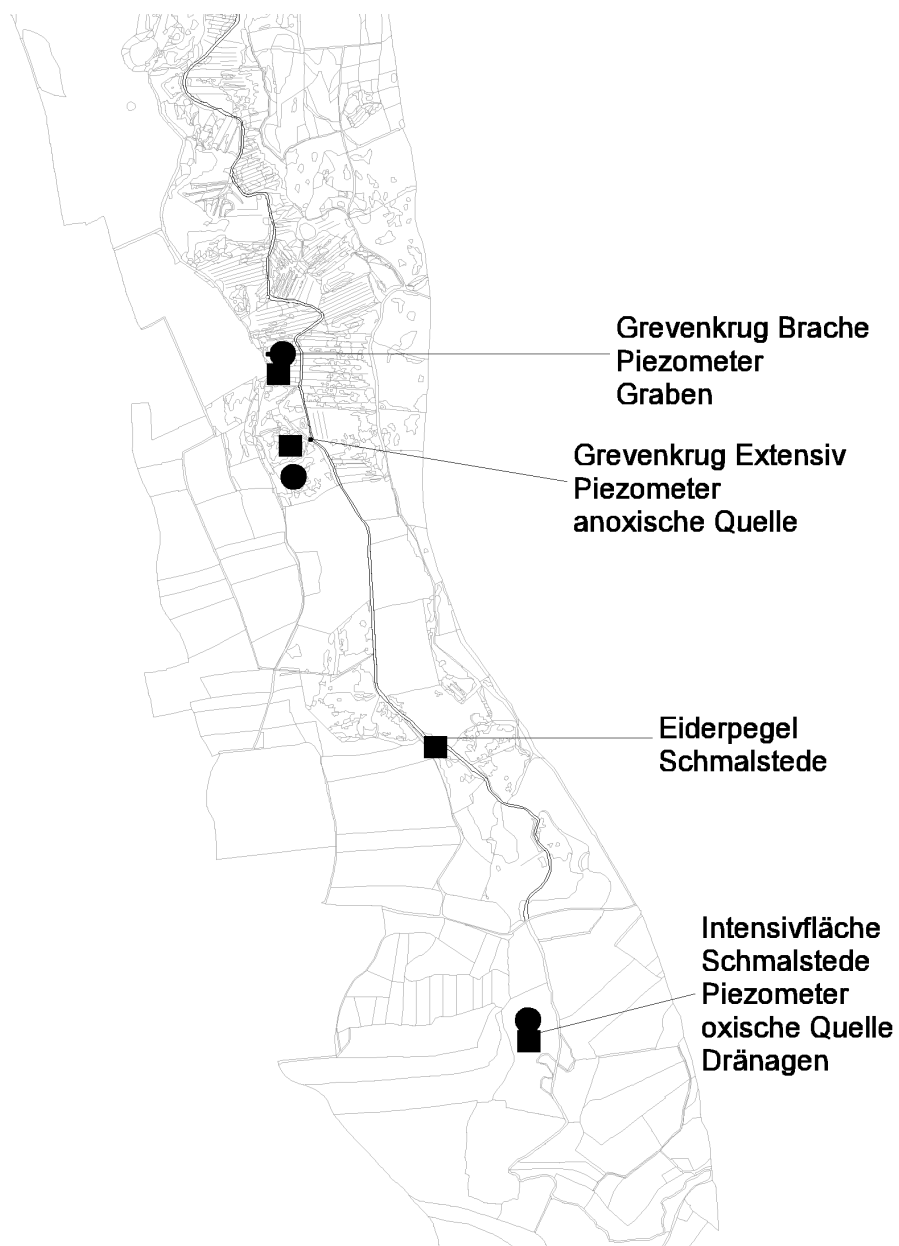 Grevenkrug Brache
Piezometer
Graben
Grevenkrug Extensiv
Piezometer
anoxische Quelle
Eiderpegel
Schmalstede
Intensivfläche
Schmalstede
Piezometer
oxische Quelle
Dränagen